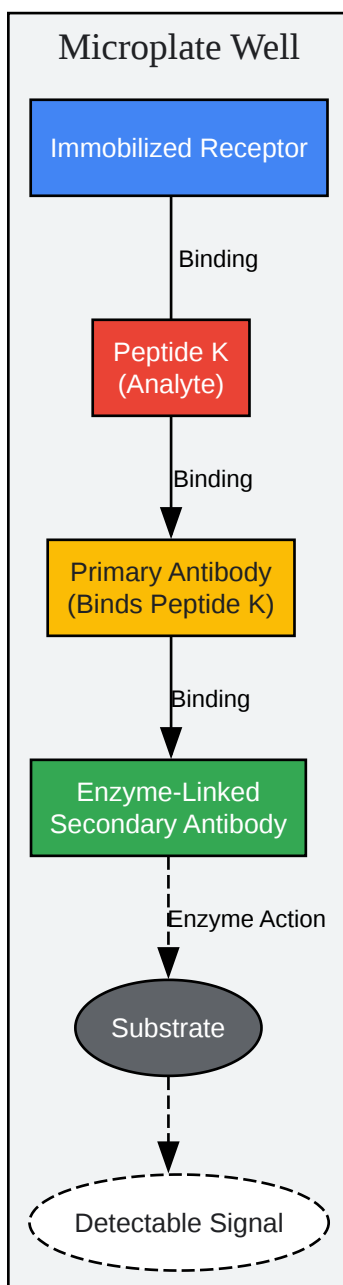 Microplate Well
Immobilized Receptor
Binding
Peptide K
(Analyte)
Binding
Primary Antibody
(Binds Peptide K)
Binding
Enzyme-Linked
Secondary Antibody
Enzyme Action
Substrate
Detectable Signal